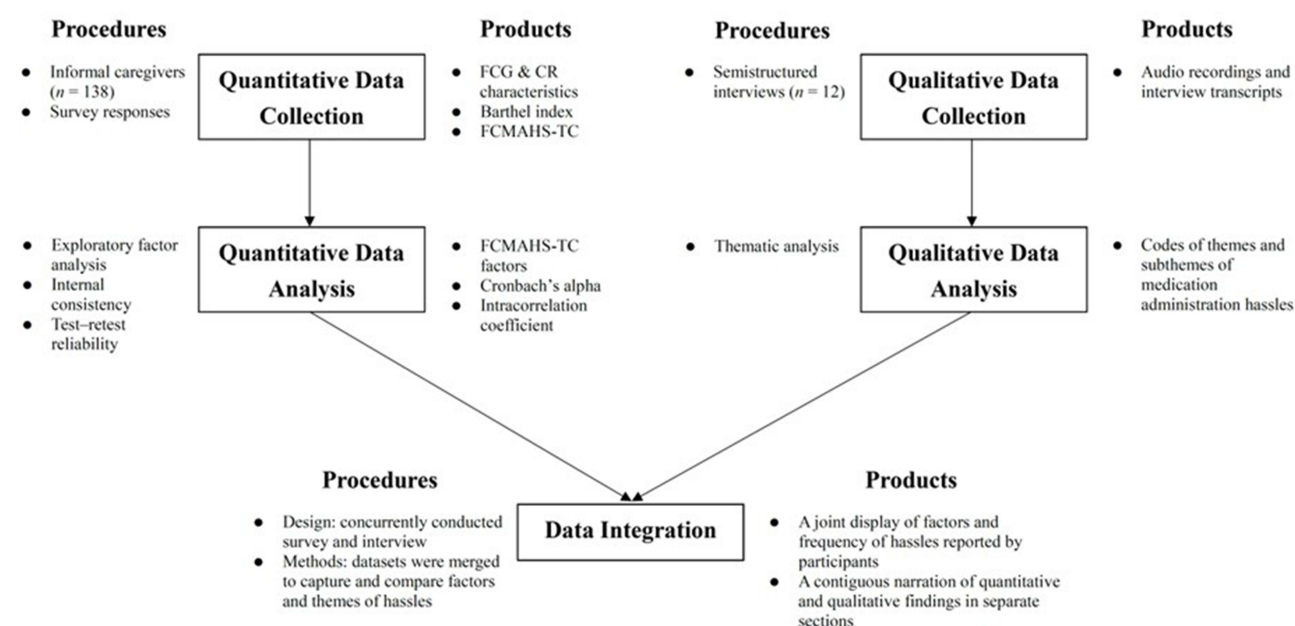 Procedures
● Informal caregivers
(n = 138)
● Survey responses
Quantitative Data
Collection
Products
● FCG & CR
characteristics
● Barthel index
● FCMAHS-TC
Procedures
● Semistructured
interviews (n = 12)
Qualitative Data
Collection
Products
● Audio recordings and
interview transcripts
● Exploratory factor
analysis
● Internal
consistency
● Test–retest
reliability
Quantitative Data
Analysis
● FCMAHS-TC
factors
● Cronbach's alpha
● Intracorrelation
coefficient
● Thematic analysis
Qualitative Data
Analysis
● Codes of themes and
subthemes of
medication
administration hassles
Procedures
● Design: concurrently conducted
survey and interview
● Methods: datasets were merged
to capture and compare factors
and themes of hassles
Data Integration
Products
● A joint display of factors and
frequency of hassles reported by
participants
● A contiguous narration of quantitative
and qualitative findings in separate
sections